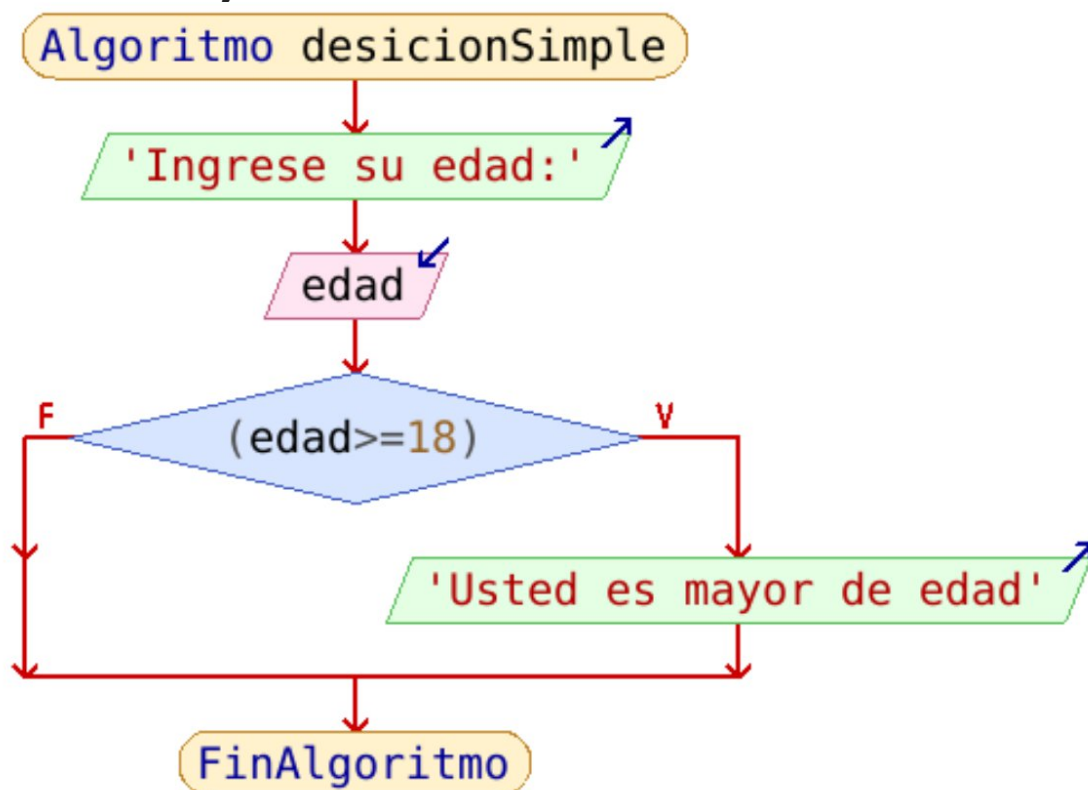 Algoritmo desicionSimple
'Ingrese su edad:'
edad
(edad>=18)
F
V
'Usted es mayor de edad'
FinAlgoritmo